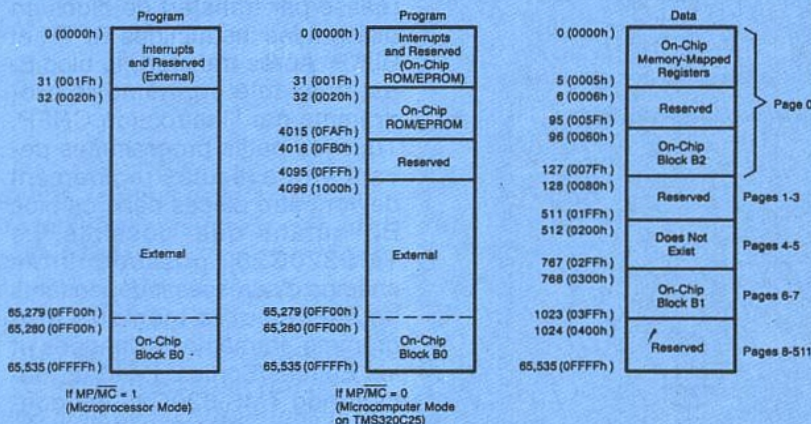 Program
0 (0000h)
Interrupts
and Reserved
(External)
31 (001Fh)
32 (0020h)
External
65,279 (0FF00h)
65,280 (0FF00h)
On-Chip
Block B0
65,535 (0FFFFh)
If MP/MC = 1
(Microprocessor Mode)
Program
0 (0000h)
Interrupts
and Reserved
(On-Chip
ROM/EPROM)
31 (001Fh)
32 (0020h)
On-Chip
ROM/EPROM
4015 (0FAFh)
4016 (0FB0h)
Reserved
4095 (0FFFh)
4096 (1000h)
External
65,279 (0FF00h)
65,280 (0FF00h)
On-Chip
Block B0
65,535 (0FFFFh)
If MP/MC = 0
(Microcomputer Mode
on TMS320C25)
Data
0 (0000h)
On-Chip
Memory-Mapped
Registers
5 (0005h)
6 (0006h)
Reserved
Page 0
95 (005Fh)
96 (0060h)
On-Chip
Block B2
127 (007Fh)
128 (0080h)
Reserved
Pages 1-3
511 (01FFh)
512 (0200h)
Does Not
Exist
Pages 4-5
767 (02FFh)
768 (0300h)
On-Chip
Block B1
Pages 6-7
1023 (03FFh)
1024 (0400h)
Reserved
Pages 8-511
65,535 (0FFFFh)